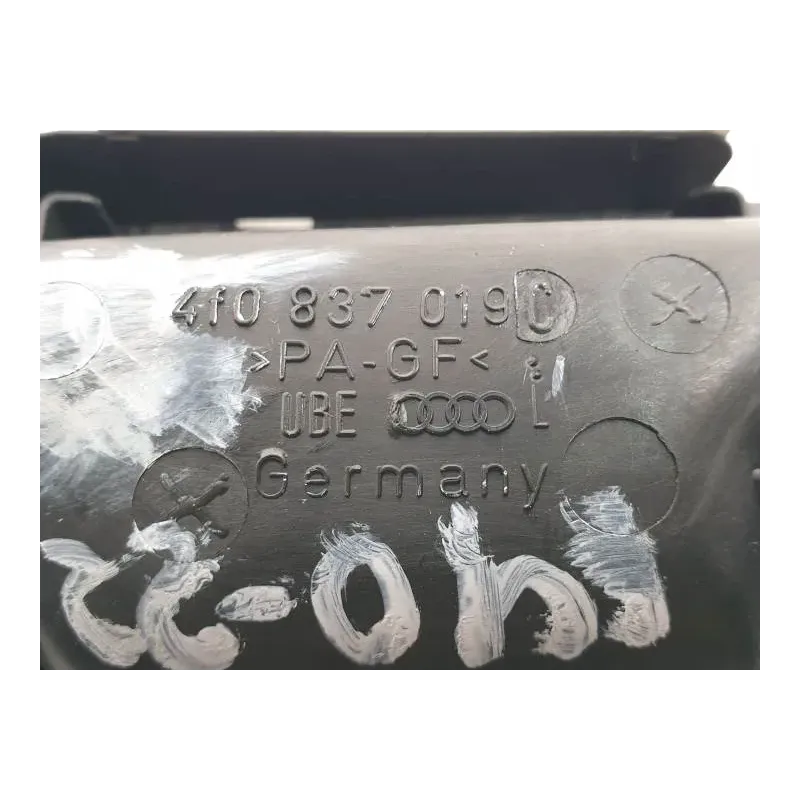 4f0 837 019 C
>PA-GF<
UBE L
Germany